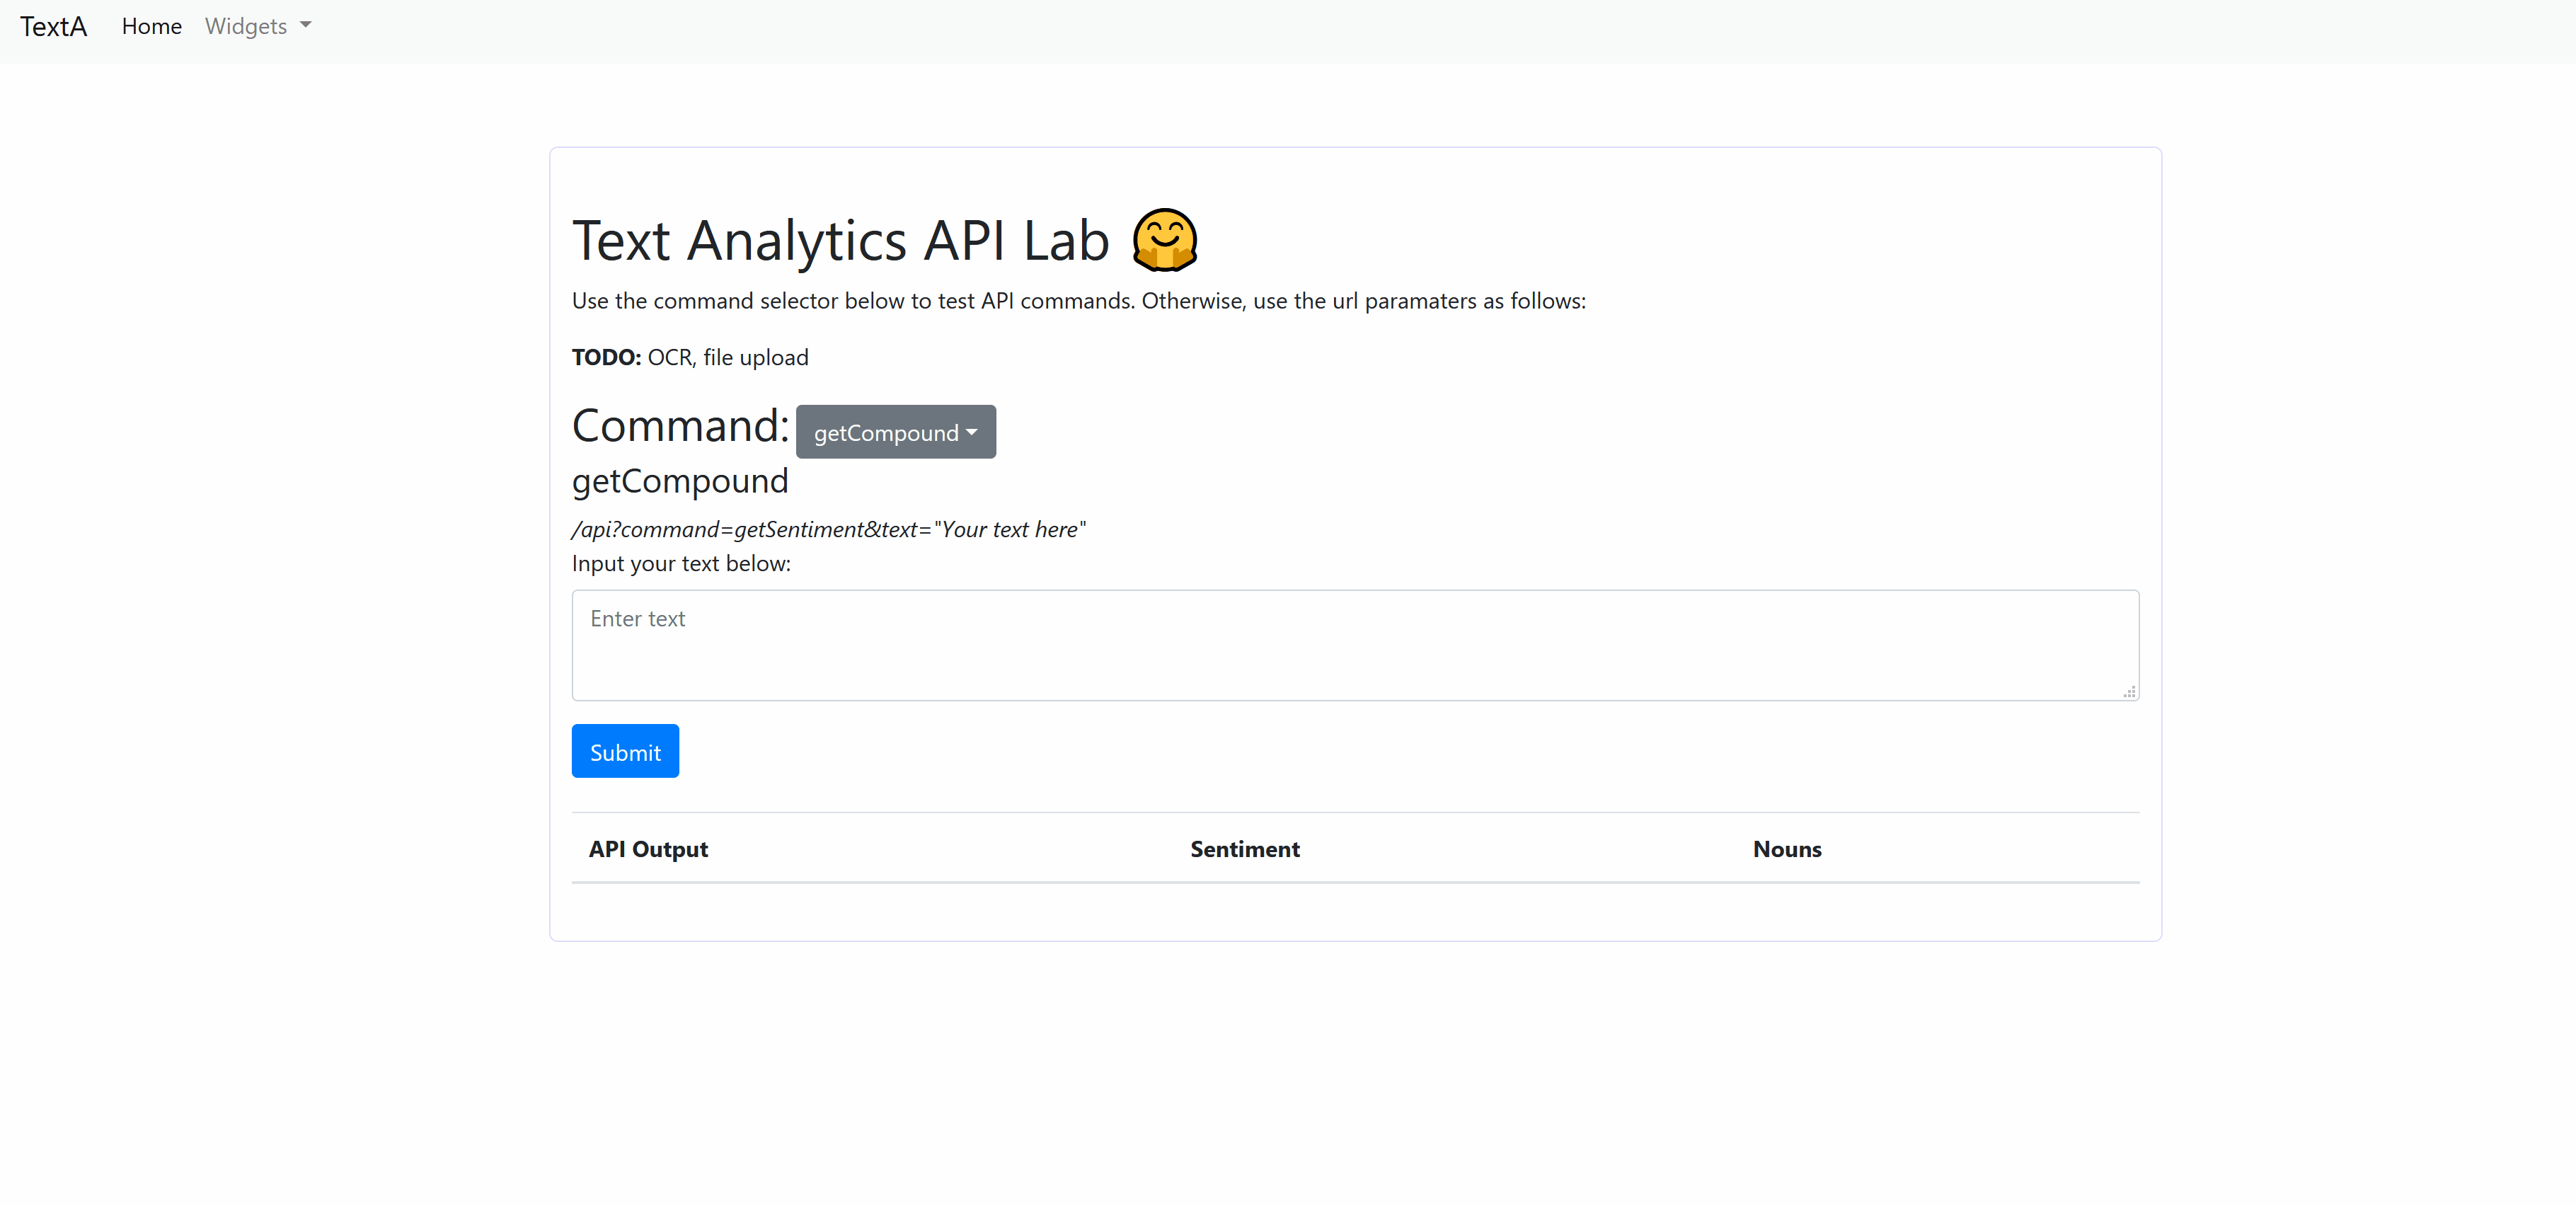 TextA Home Widgets
Text Analytics API Lab 🤗
Use the command selector below to test API commands. Otherwise, use the url paramaters as follows:
TODO: OCR, file upload
Command: getCompound
getCompound
/api?command=getSentiment&text="Your text here"
Input your text below:
Enter text
Submit
API Output Sentiment Nouns